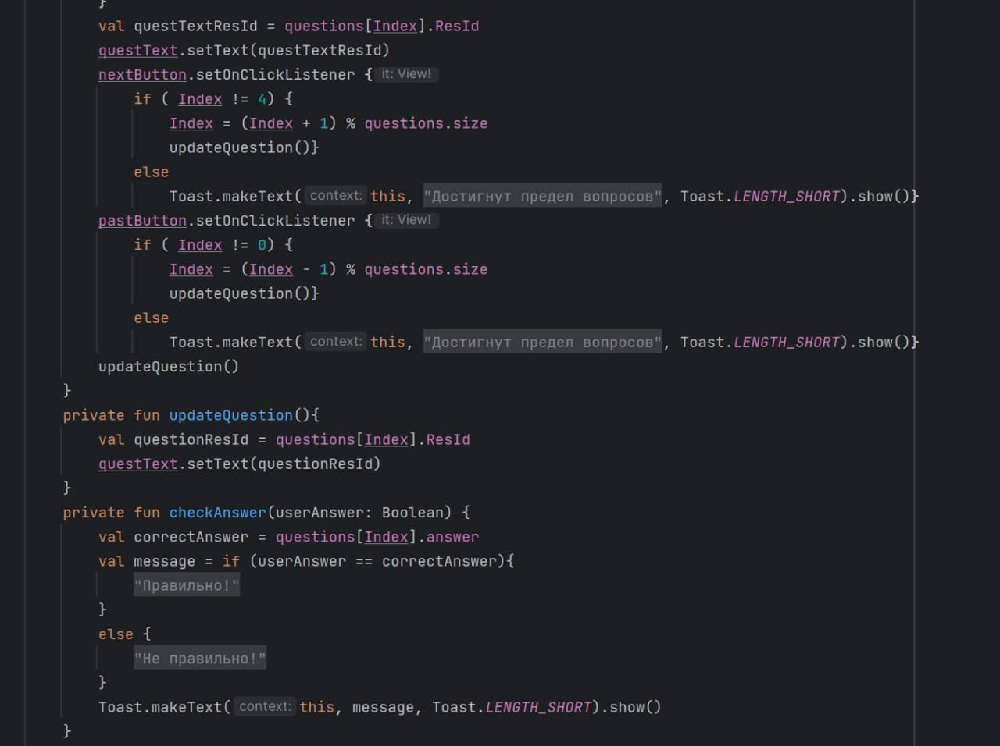 }
val questTextResId = questions[Index].ResId
questText.setText(questTextResId)
nextButton.setOnClickListener { it: View!
if ( Index != 4) {
Index = (Index + 1) % questions.size
updateQuestion()}
else
Toast.makeText( context: this, "Достигнут предел вопросов", Toast.LENGTH_SHORT).show()}
pastButton.setOnClickListener { it: View!
if ( Index != 0) {
Index = (Index - 1) % questions.size
updateQuestion()}
else
Toast.makeText( context: this, "Достигнут предел вопросов", Toast.LENGTH_SHORT).show()}
updateQuestion()
}
private fun updateQuestion(){
val questionResId = questions[Index].ResId
questText.setText(questionResId)
}
private fun checkAnswer(userAnswer: Boolean) {
val correctAnswer = questions[Index].answer
val message = if (userAnswer == correctAnswer){
"Правильно!"
}
else {
"Не правильно!"
}
Toast.makeText( context: this, message, Toast.LENGTH_SHORT).show()
}